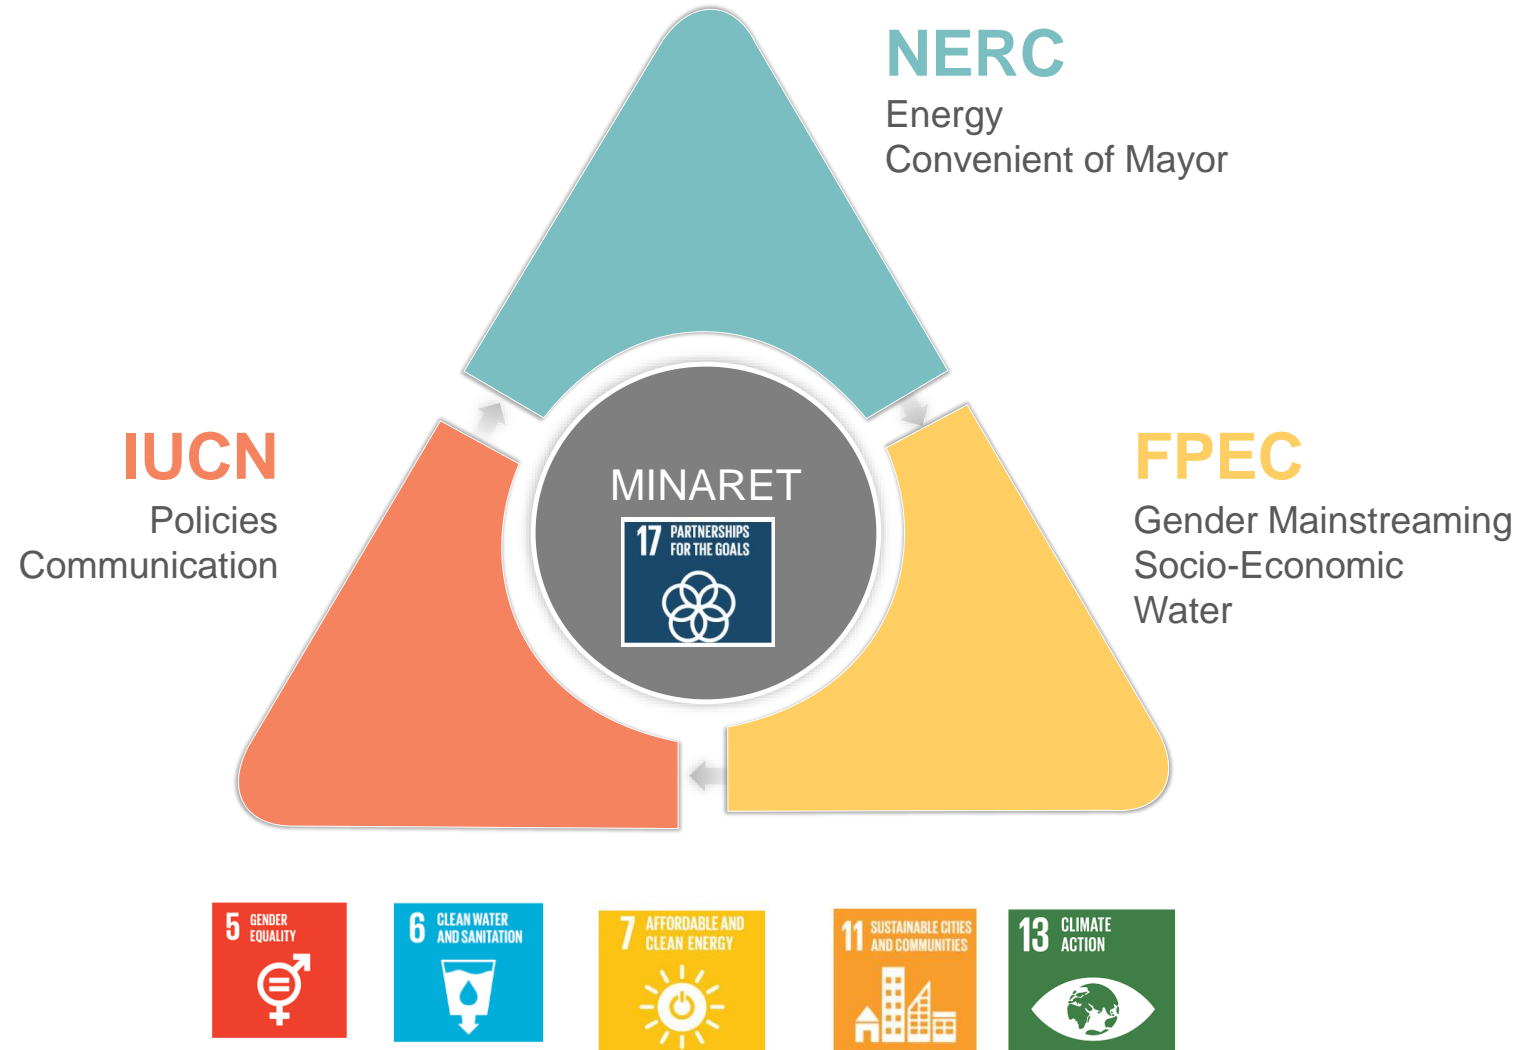 NERC
Energy
Convenient of Mayor
IUCN
Policies
Communication
MINARET
17 PARTNERSHIPS
FOR THE GOALS
FPEC
Gender Mainstreaming
Socio-Economic
Water
5 GENDER
EQUALITY
6 CLEAN WATER
AND SANITATION
7 AFFORDABLE AND
CLEAN ENERGY
11 SUSTAINABLE CITIES
AND COMMUNITIES
13 CLIMATE
ACTION